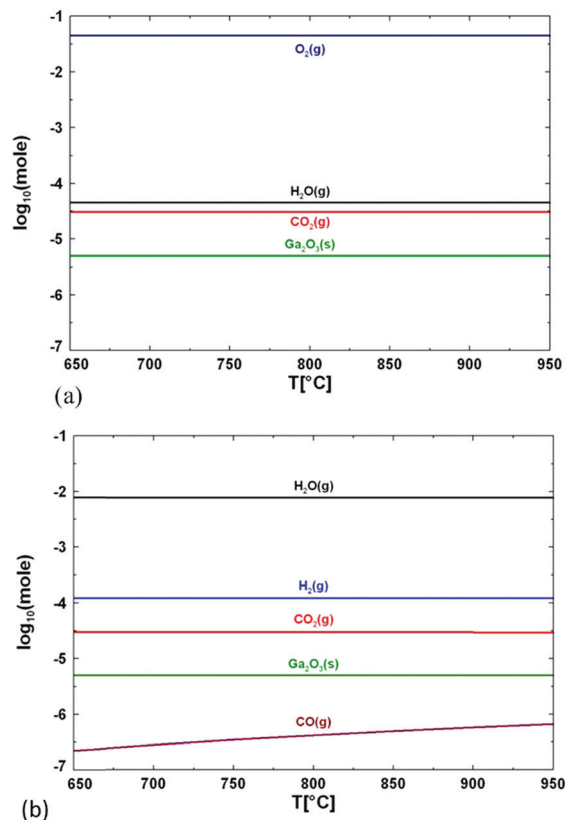 -1
O₂(g)
-2
-3
log₁₀(mole)
-4
H₂O(g)
CO₂(g)
-5
Ga₂O₃(s)
-6
-7
650 700 750 800 850 900 950
T[°C]
(a)
-1
H₂O(g)
-2
-3
log₁₀(mole)
H₂(g)
-4
CO₂(g)
-5
Ga₂O₃(s)
-6
CO(g)
-7
650 700 750 800 850 900 950
T[°C]
(b)